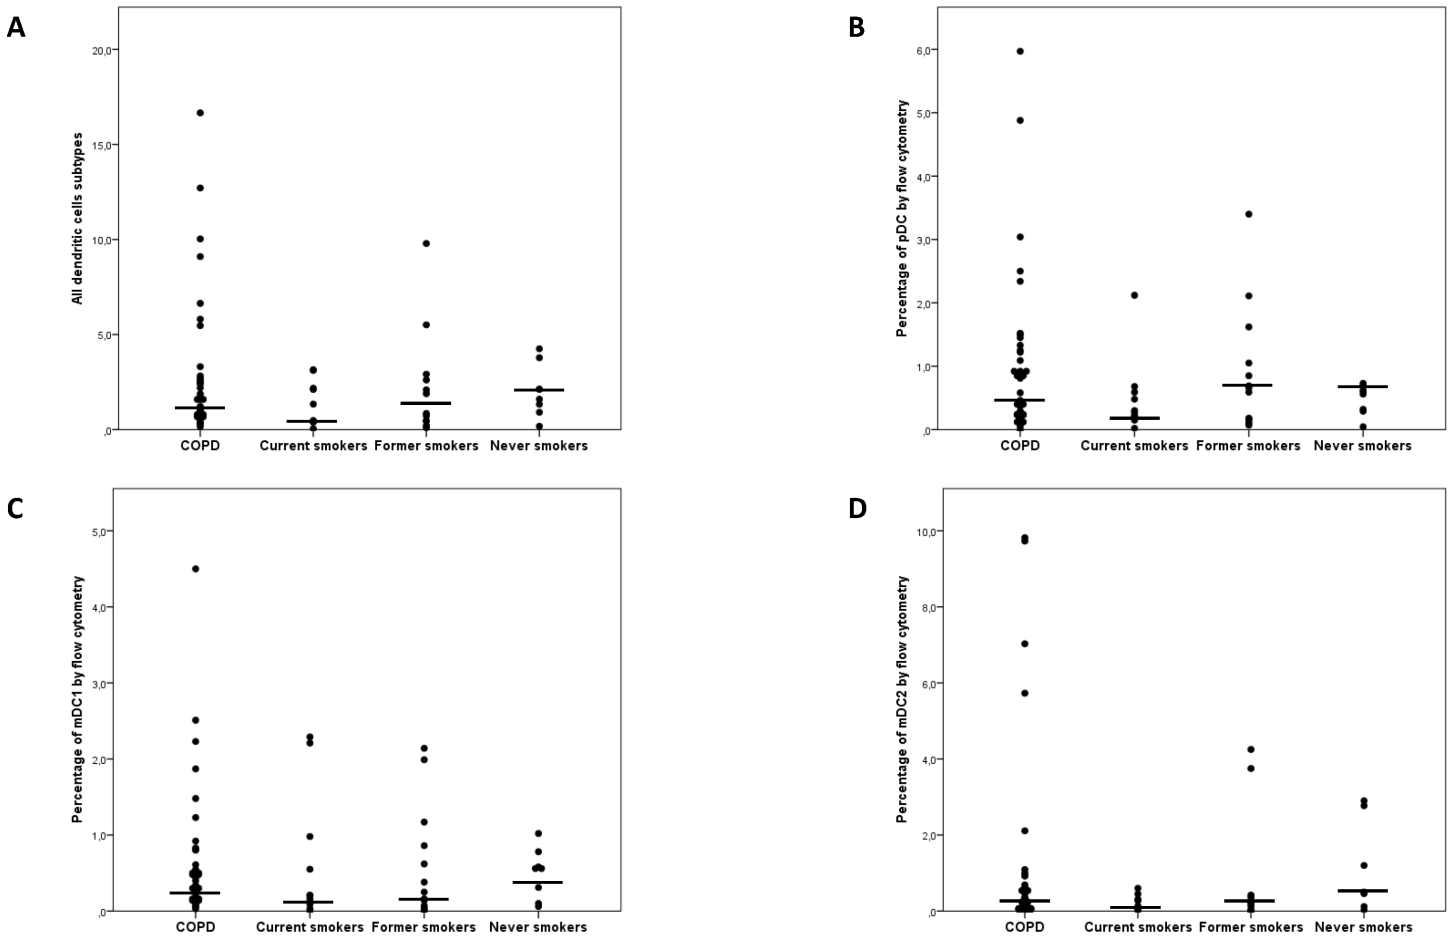 A
All dendritic cells subtypes
20,0
15,0
10,0
5,0
,0
COPD Current smokers Former smokers Never smokers
B
Percentage of pDC by flow cytometry
6,0
5,0
4,0
3,0
2,0
1,0
,0
COPD Current smokers Former smokers Never smokers
C
Percentage of mDC1 by flow cytometry
5,0
4,0
3,0
2,0
1,0
,0
COPD Current smokers Former smokers Never smokers
D
Percentage of mDC2 by flow cytometry
10,0
8,0
6,0
4,0
2,0
,0
COPD Current smokers Former smokers Never smokers